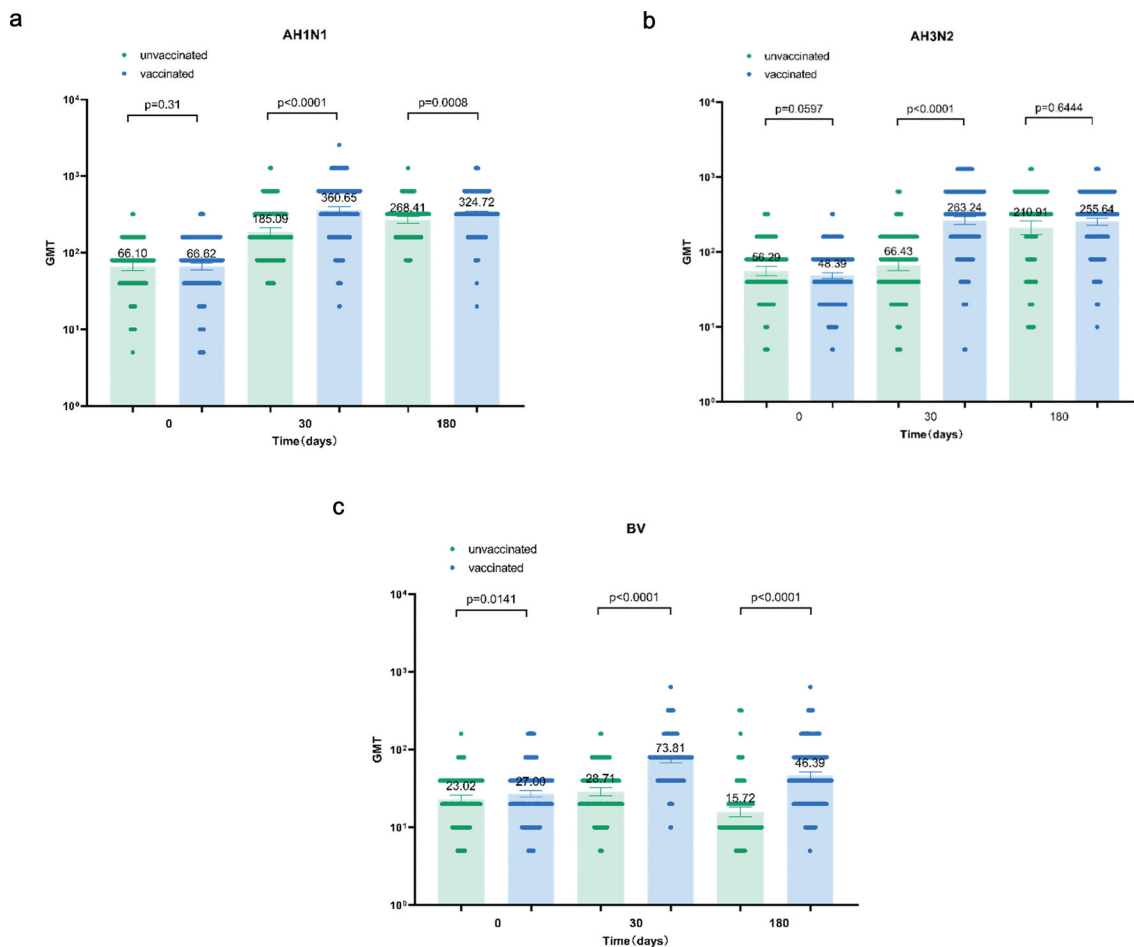 a
AH1N1
unvaccinated
vaccinated
10⁴
10³
10²
10¹
10⁰
GMT
p=0.31
p<0.0001
p=0.0008
66.10
66.62
185.09
360.65
268.41
324.72
0
30
180
Time(days)
b
AH3N2
unvaccinated
vaccinated
10⁴
10³
10²
10¹
10⁰
GMT
p=0.0597
p<0.0001
p=0.6444
56.29
48.39
66.43
263.24
210.91
255.64
0
30
180
Time(days)
c
BV
unvaccinated
vaccinated
10⁴
10³
10²
10¹
10⁰
GMT
p=0.0141
p<0.0001
p<0.0001
23.02
27.00
28.71
73.81
15.72
46.39
0
30
180
Time(days)